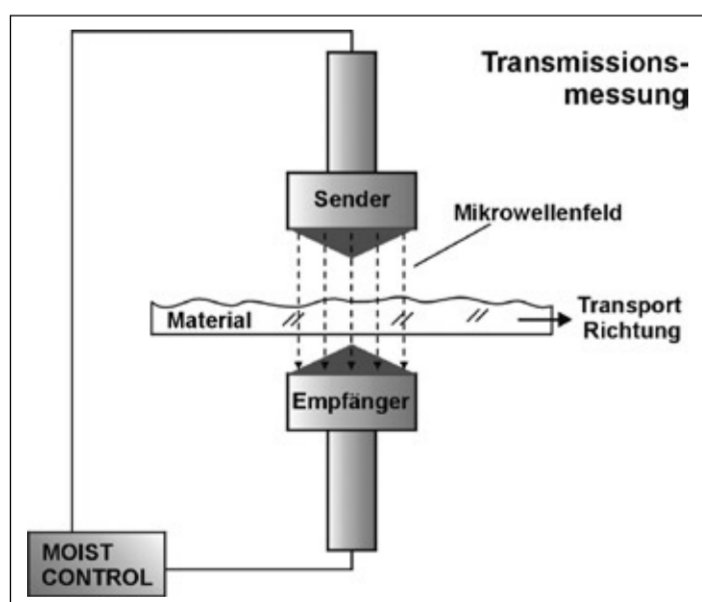 Transmissions-
messung
Sender
Mikrowellenfeld
Material
Transport
Richtung
Empfänger
MOIST
CONTROL